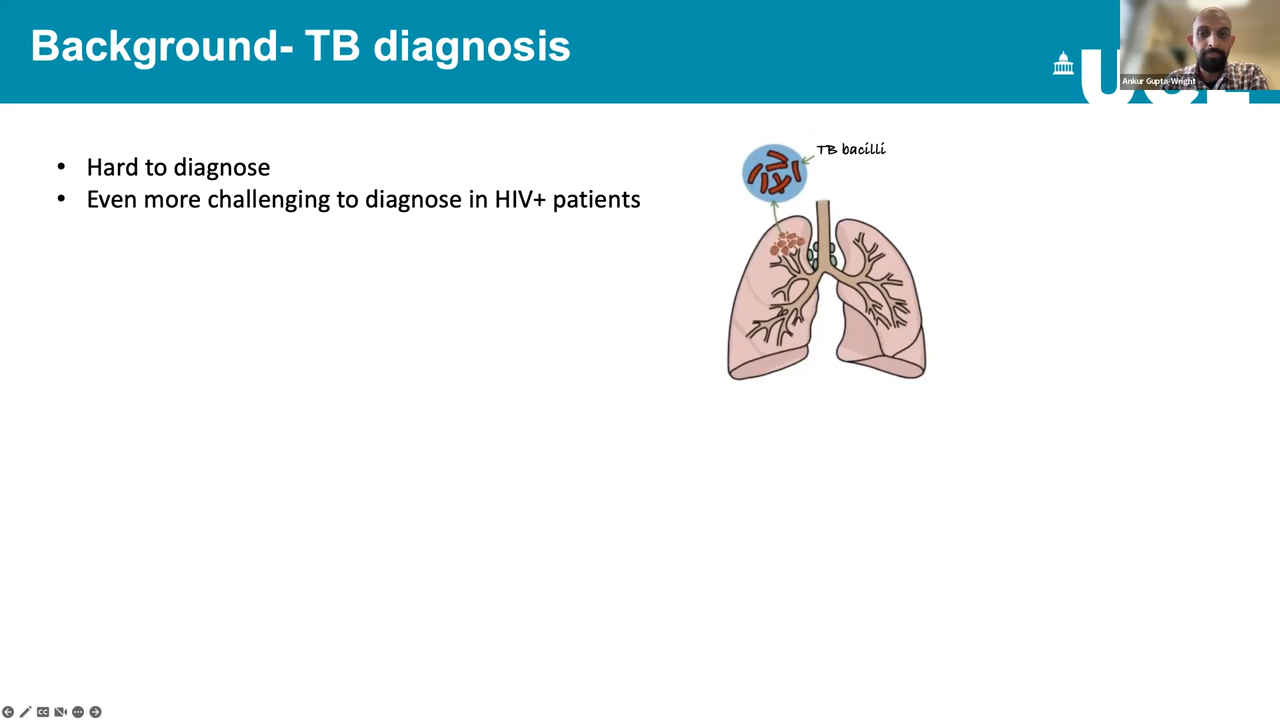 Background- TB diagnosis
Ankur Gupta-Wright
• Hard to diagnose
• Even more challenging to diagnose in HIV+ patients
TB bacilli